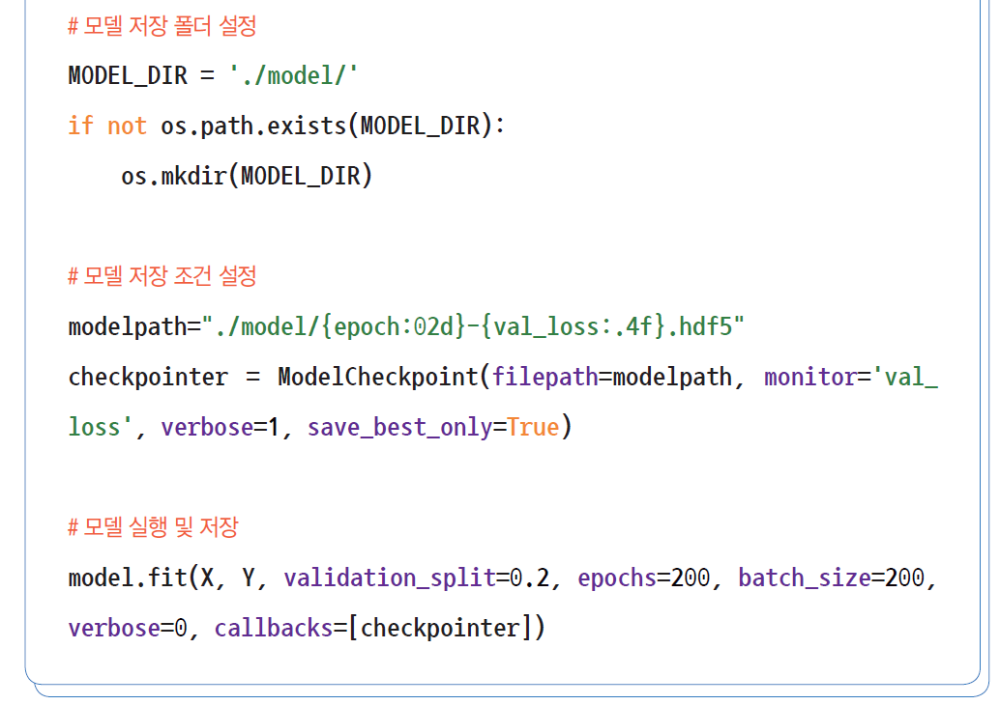 # 모델 저장 폴더 설정
MODEL_DIR = './model/'
if not os.path.exists(MODEL_DIR):
    os.mkdir(MODEL_DIR)
# 모델 저장 조건 설정
modelpath="./model/{epoch:02d}-{val_loss:.4f}.hdf5"
checkpointer = ModelCheckpoint(filepath=modelpath, monitor='val_
loss', verbose=1, save_best_only=True)
# 모델 실행 및 저장
model.fit(X, Y, validation_split=0.2, epochs=200, batch_size=200,
verbose=0, callbacks=[checkpointer])